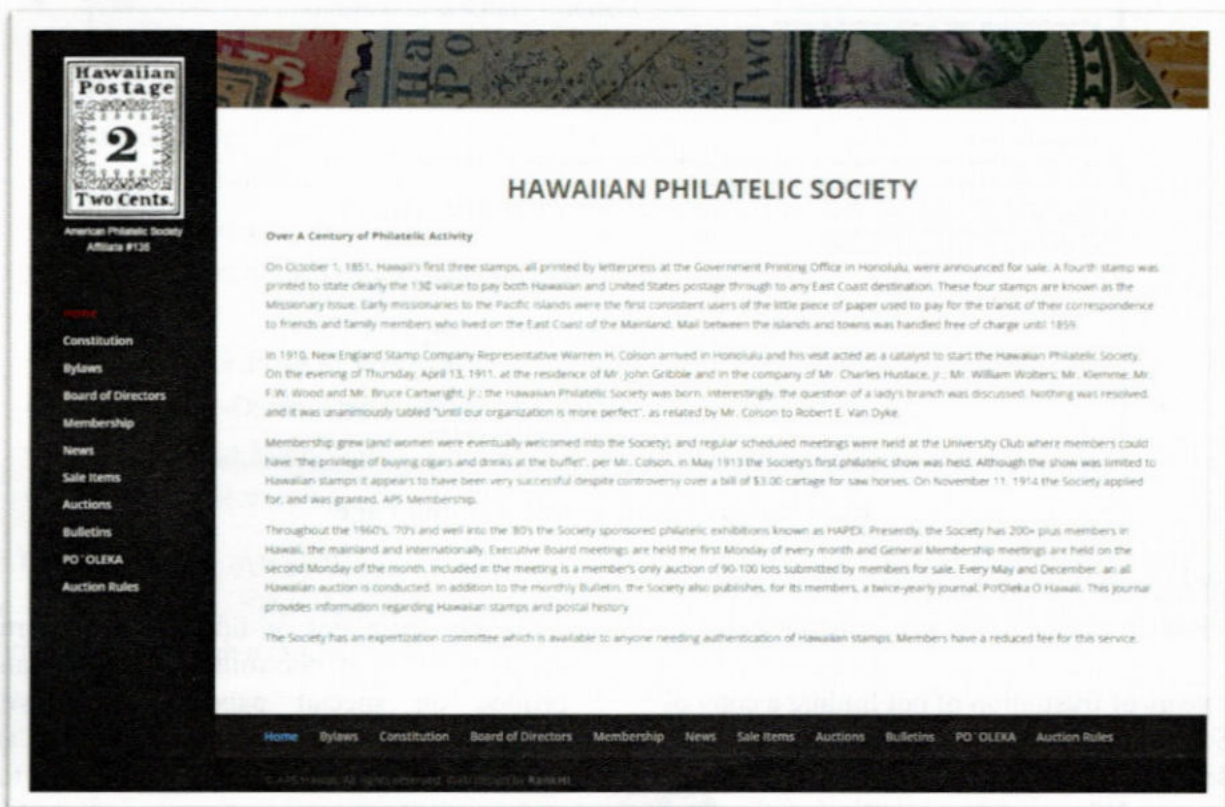 Hawaiian
Postage
2
Two Cents.
American Philatelic Society
Affiliate #136
Home
Constitution
Bylaws
Board of Directors
Membership
News
Sale Items
Auctions
Bulletins
PO`OLEKA
Auction Rules
Ha
Po
Two
HAWAIIAN PHILATELIC SOCIETY
Over A Century of Philatelic Activity
On October 1, 1851, Hawaii's first three stamps, all printed by letterpress at the Government Printing Office in Honolulu, were announced for sale. A fourth stamp was
printed to state clearly the 13¢ value to pay both Hawaiian and United States postage through to any East Coast destination. These four stamps are known as the
Missionary Issue. Early missionaries to the Pacific Islands were the first consistent users of the little piece of paper used to pay for the transit of their correspondence
to friends and family members who lived on the East Coast of the Mainland. Mail between the islands and towns was handled free of charge until 1859.
In 1910, New England Stamp Company Representative Warren H. Colson arrived in Honolulu and his visit acted as a catalyst to start the Hawaiian Philatelic Society.
On the evening of Thursday, April 13, 1911, at the residence of Mr. John Gribble and in the company of Mr. Charles Hustace, Jr.; Mr. William Wolters; Mr. Klemme; Mr.
F.W. Wood and Mr. Bruce Cartwright, Jr.; the Hawaiian Philatelic Society was born. Interestingly, the question of a lady's branch was discussed. Nothing was resolved,
and it was unanimously tabled "until our organization is more perfect", as related by Mr. Colson to Robert E. Van Dyke.
Membership grew (and women were eventually welcomed into the Society), and regular scheduled meetings were held at the University Club where members could
have "the privilege of buying cigars and drinks at the buffet", per Mr. Colson. In May 1913 the Society's first philatelic show was held. Although the show was limited to
Hawaiian stamps it appears to have been very successful despite controversy over a bill of $3.00 cartage for saw horses. On November 11, 1914 the Society applied
for, and was granted, APS Membership.
Throughout the 1960's, '70's and well into the '80's the Society sponsored philatelic exhibitions known as HAPEX. Presently, the Society has 200+ plus members in
Hawaii, the mainland and internationally. Executive Board meetings are held the first Monday of every month and General Membership meetings are held on the
second Monday of the month. Included in the meeting is a member's only auction of 90-100 lots submitted by members for sale. Every May and December, an all
Hawaiian auction is conducted. In addition to the monthly Bulletin, the Society also publishes, for its members, a twice-yearly journal, Po'Oleka O Hawaii. This journal
provides information regarding Hawaiian stamps and postal history.
The Society has an expertization committee which is available to anyone needing authentication of Hawaiian stamps. Members have a reduced fee for this service.
Home Bylaws Constitution Board of Directors Membership News Sale Items Auctions Bulletins PO`OLEKA Auction Rules
© APS Hawaii. All rights reserved. Web design by